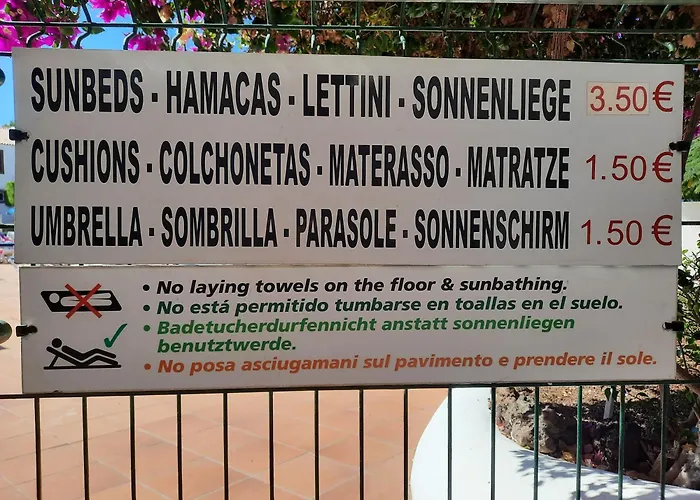 SUNBEDS - HAMACAS - LETTINI - SONNENLIEGE 3.50€
CUSHIONS - COLCHONETAS - MATERASSO - MATRATZE 1.50€
UMBRELLA - SOMBRILLA - PARASOLE - SONNENSCHIRM 1.50€
• No laying towels on the floor & sunbathing.
• No está permitido tumbarse en toallas en el suelo.
• Badetucherdurfennicht anstatt sonnenliegen
benutztwerde.
• No posa asciugamani sul pavimento e prendere il sole.